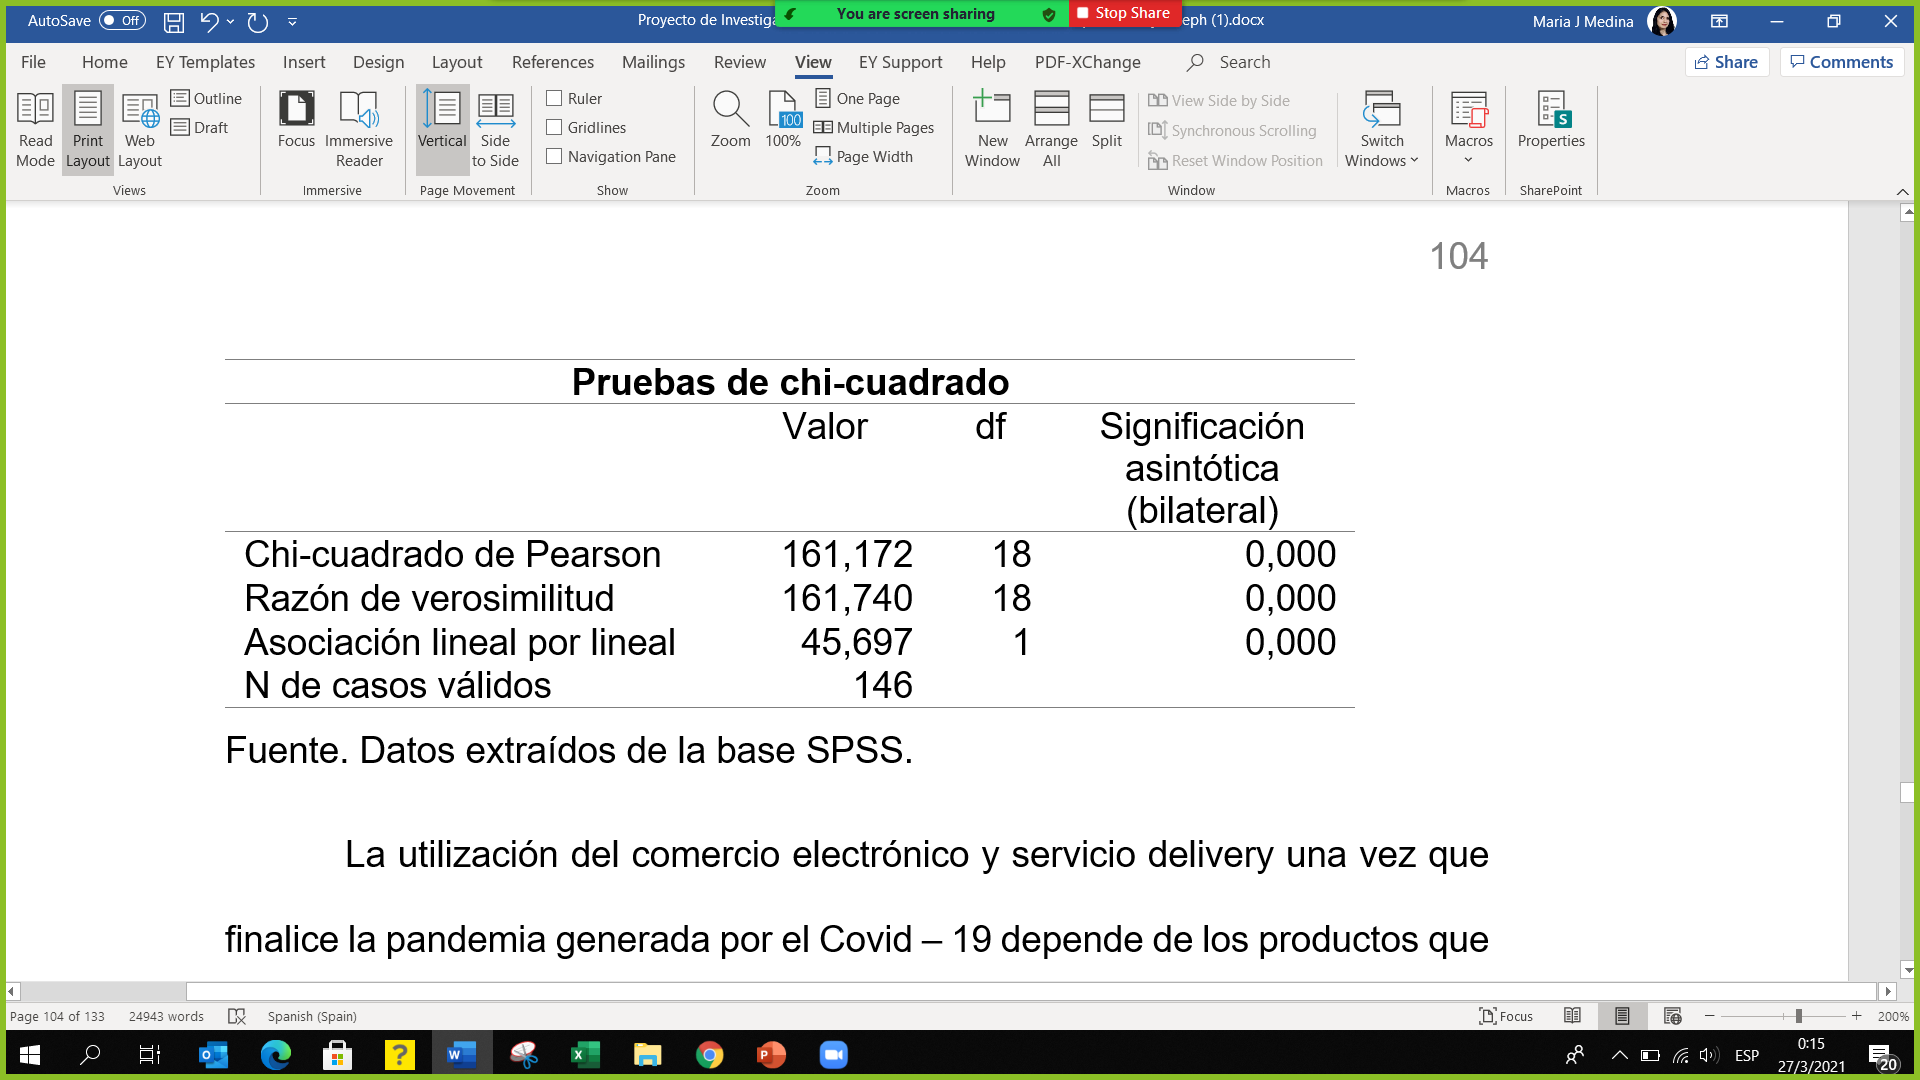 AutoSave Off
Proyecto de Investiga
You are screen sharing
Stop Share
eph (1).docx
Maria J Medina
File Home EY Templates Insert Design Layout References Mailings Review View EY Support Help PDF-XChange Search
Share Comments
Read Mode
Print Layout
Web Layout
Outline
Draft
Views
Focus
Immersive Reader
Immersive
Vertical
Side to Side
Page Movement
Ruler
Gridlines
Navigation Pane
Show
Zoom
100
100%
One Page
Multiple Pages
Page Width
Zoom
New Window
Arrange All
Split
View Side by Side
Synchronous Scrolling
Reset Window Position
Switch Windows
Window
Macros
Macros
S
Properties
SharePoint
104
Pruebas de chi-cuadrado
Valor df Significación
asintótica
(bilateral)
Chi-cuadrado de Pearson 161,172 18 0,000
Razón de verosimilitud 161,740 18 0,000
Asociación lineal por lineal 45,697 1 0,000
N de casos válidos 146
Fuente. Datos extraídos de la base SPSS.
La utilización del comercio electrónico y servicio delivery una vez que
finalice la pandemia generada por el Covid – 19 depende de los productos que
Page 104 of 133 24943 words Spanish (Spain) Focus 200%
ESP
0:15
27/3/2021
20